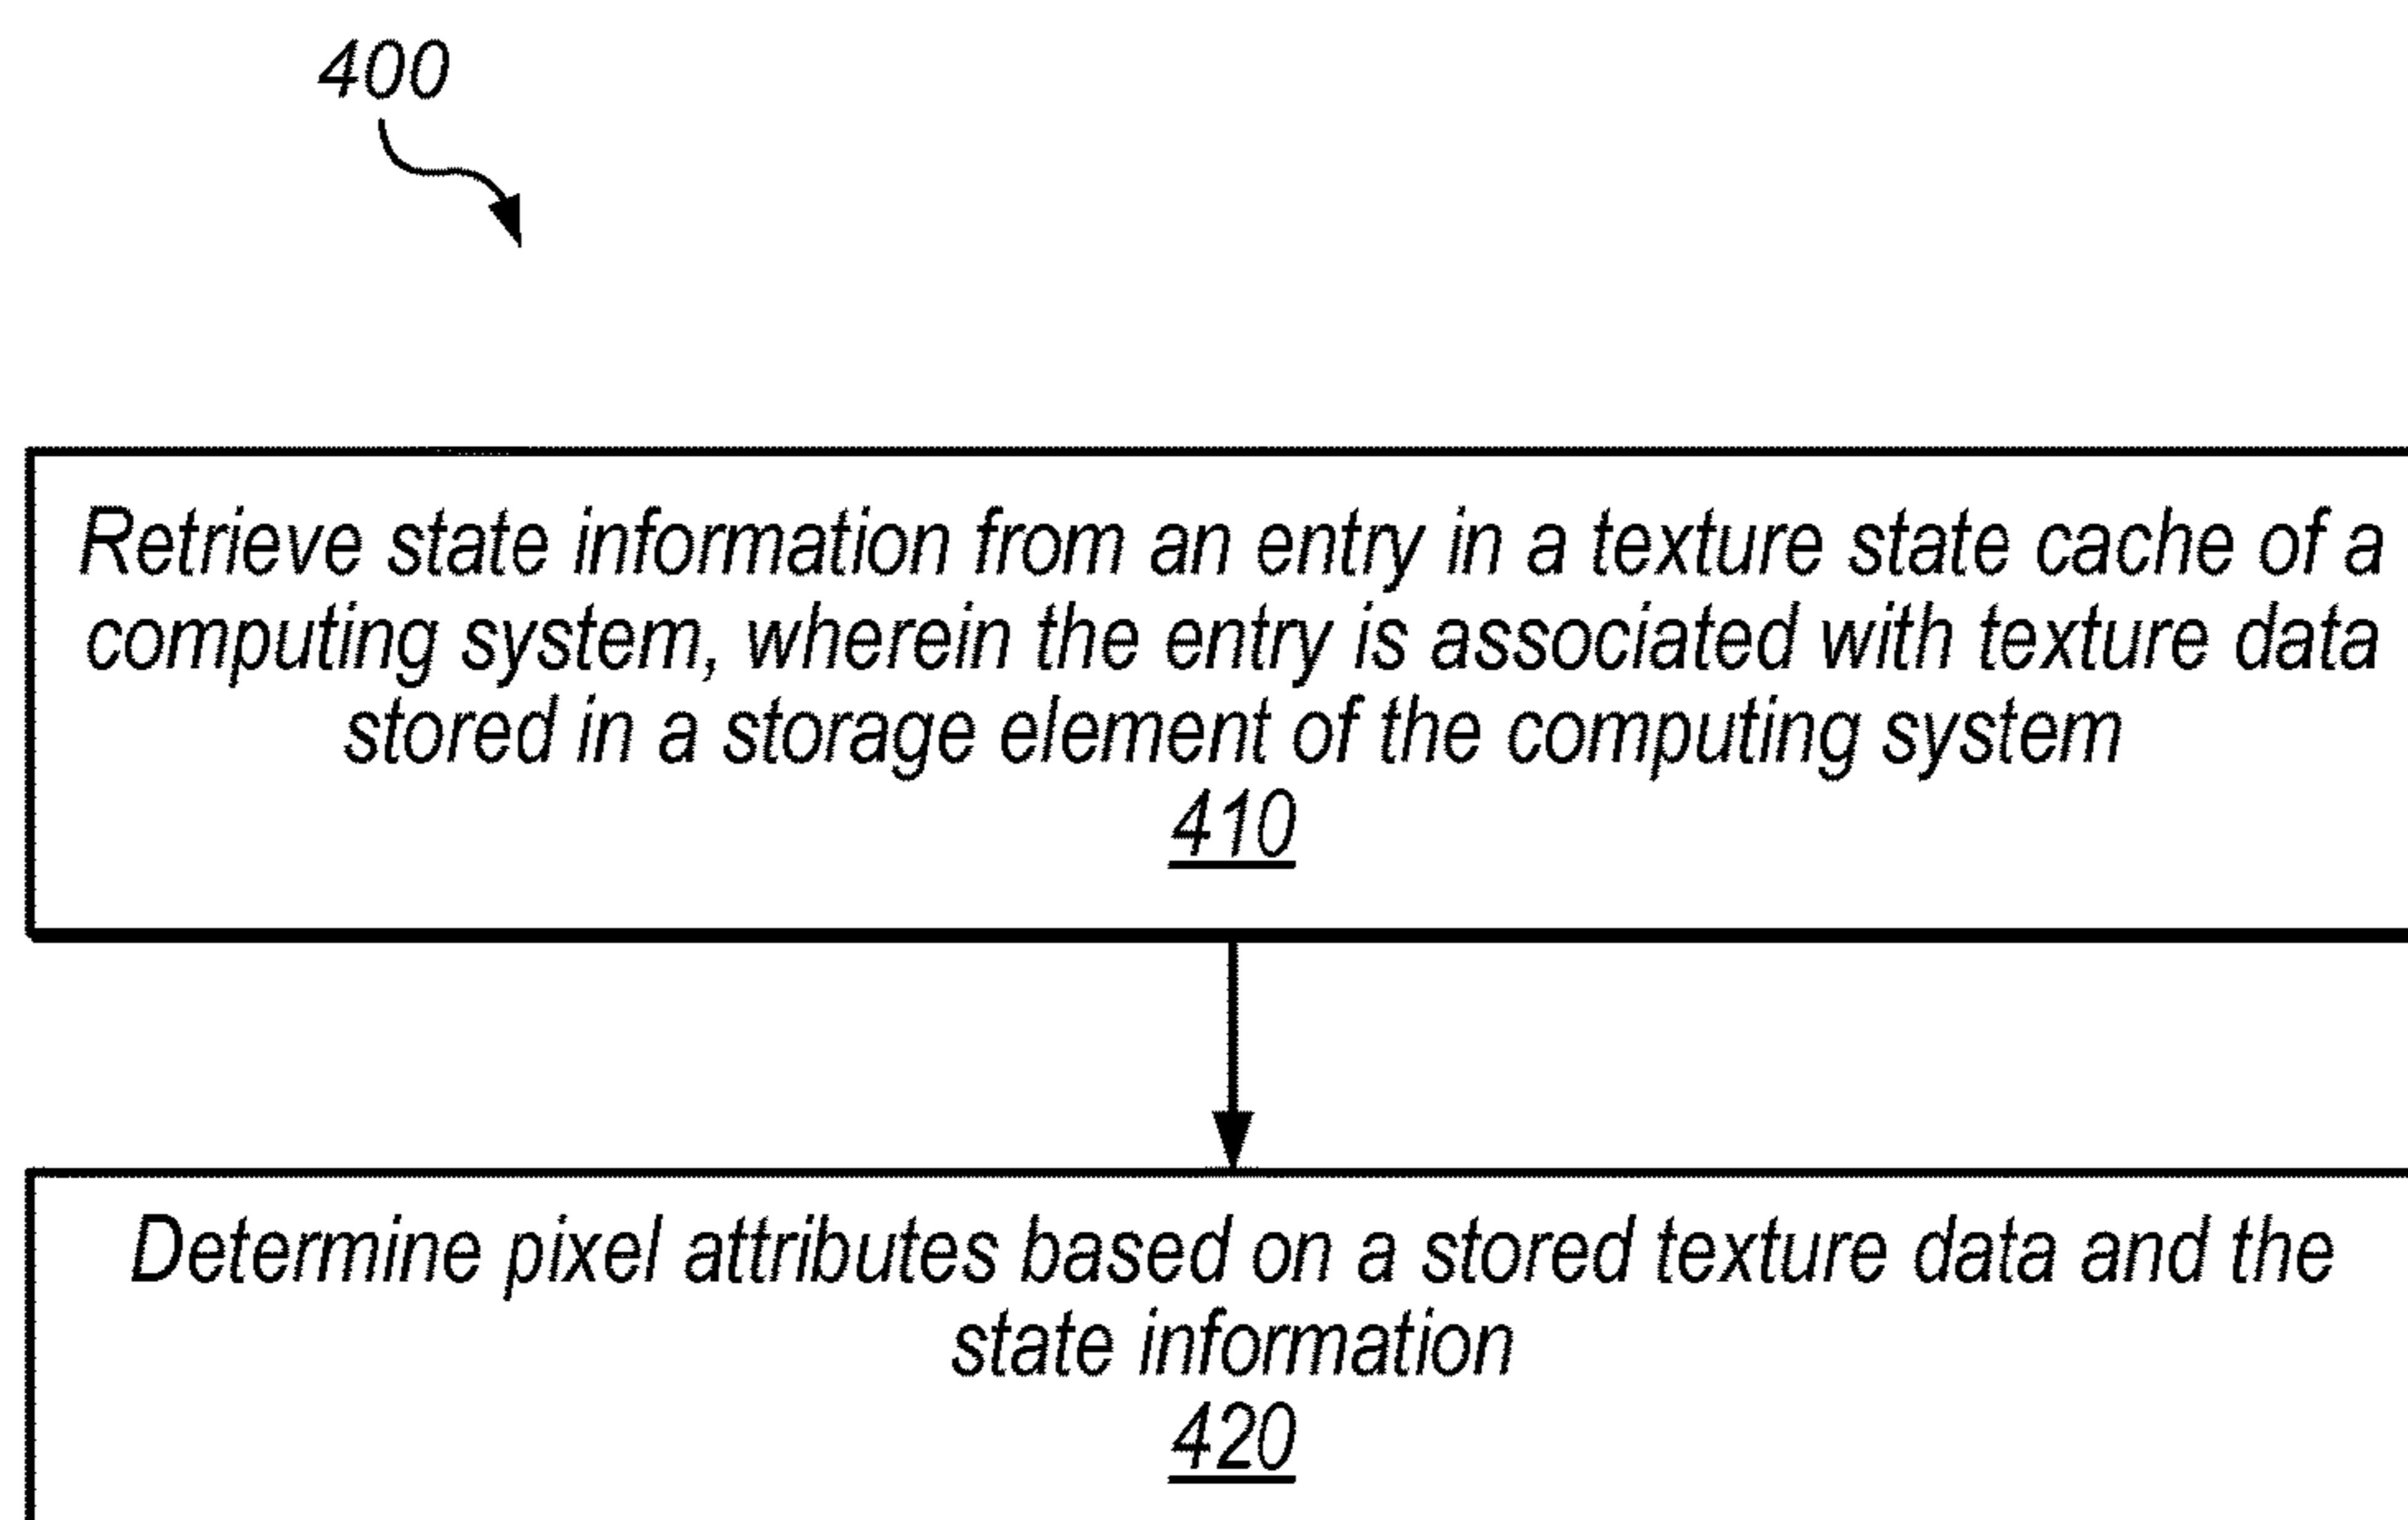 400
Retrieve state information from an entry in a texture state cache of a
computing system, wherein the entry is associated with texture data
stored in a storage element of the computing system
410
Determine pixel attributes based on a stored texture data and the
state information
420